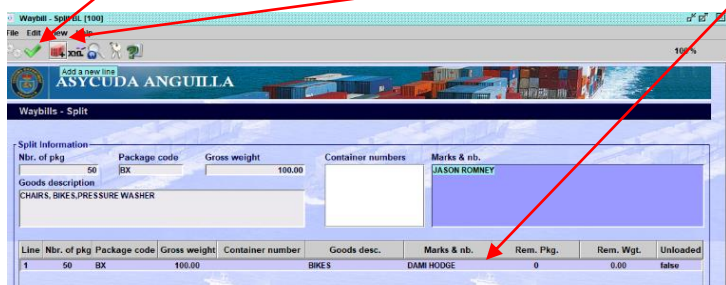 Waybill - Split BL [100]
File Edit View Help
XML 100 %
Add a new line
ASYCUDA ANGUILLA
Waybills - Split
Split Information
Nbr. of pkg Package code Gross weight Container numbers Marks & nb.
50 BX 100.00 JASON ROMNEY
Goods description
CHAIRS, BIKES,PRESSURE WASHER
Line Nbr. of pkg Package code Gross weight Container number Goods desc. Marks & nb. Rem. Pkg. Rem. Wgt. Unloaded
1 50 BX 100.00 BIKES DAMI HODGE 0 0.00 false